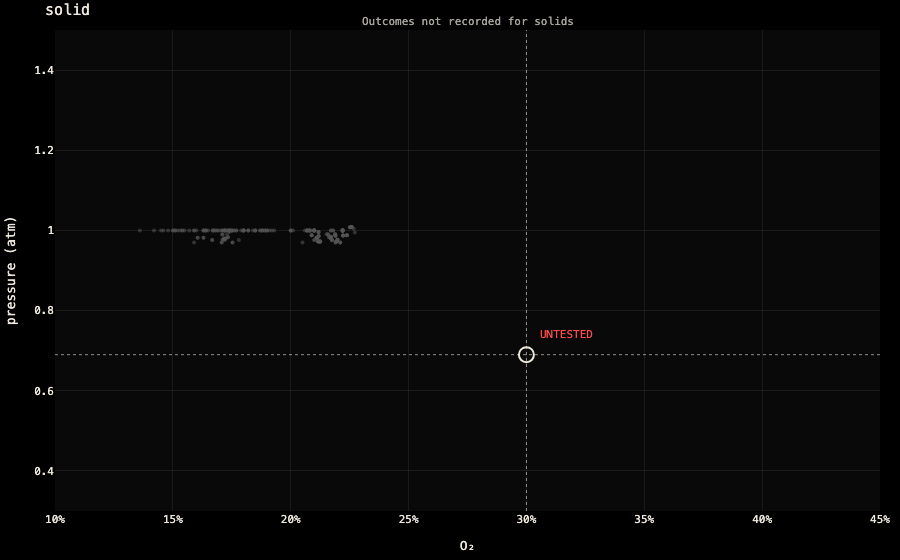 solid
Outcomes not recorded for solids
1.4
1.2
1
0.8
0.6
0.4
pressure (atm)
UNTESTED
10% 15% 20% 25% 30% 35% 40% 45%
O₂